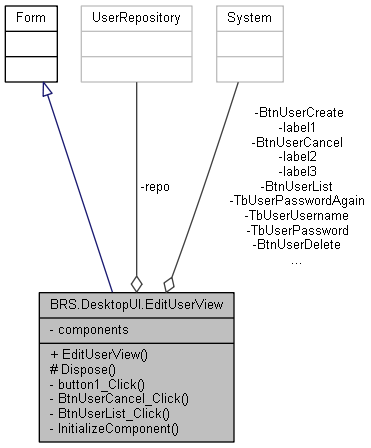 Form
UserRepository
System
-BtnUserCreate
-label1
-BtnUserCancel
-label2
-label3
-BtnUserList
-TbUserPasswordAgain
-TbUserUsername
-TbUserPassword
-BtnUserDelete
...
-repo
BRS.DesktopUI.EditUserView
- components
+ EditUserView()
# Dispose()
- button1_Click()
- BtnUserCancel_Click()
- BtnUserList_Click()
- InitializeComponent()